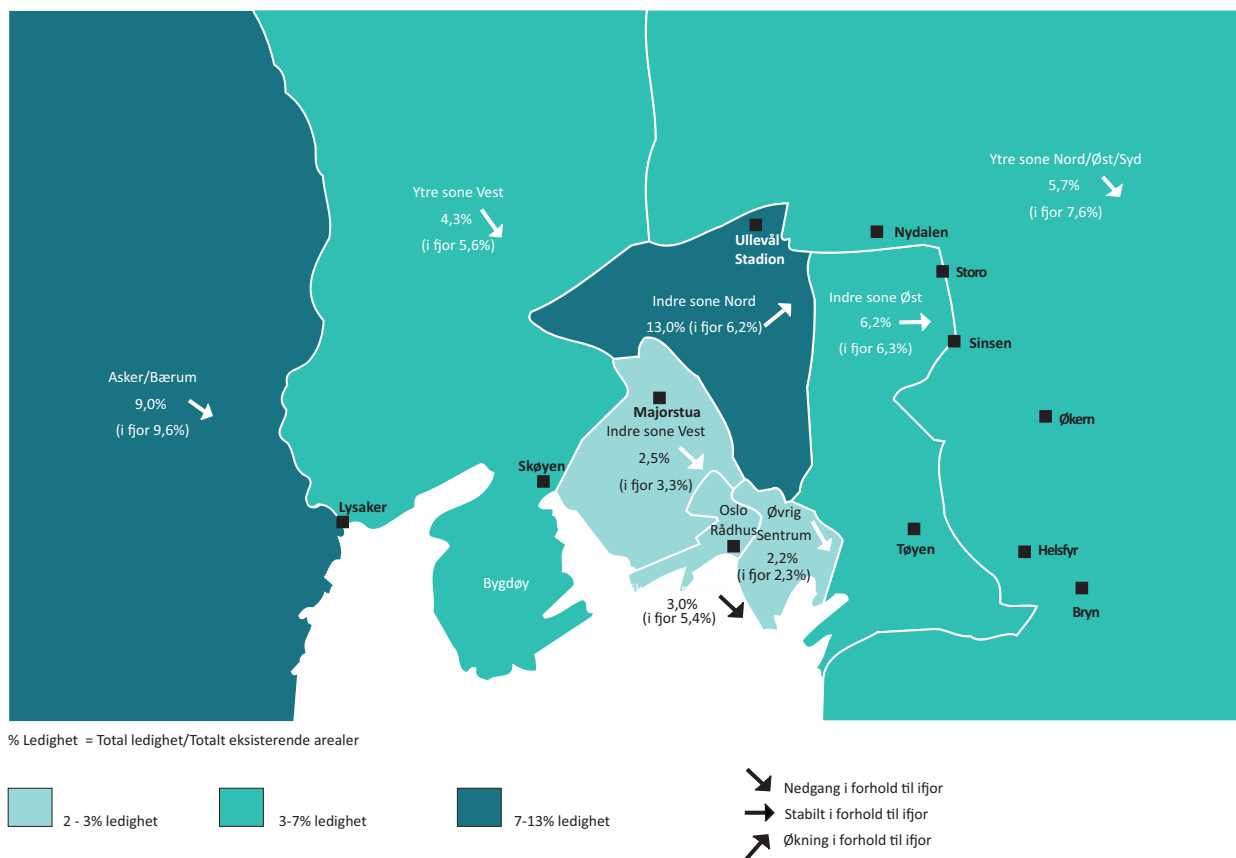 Ytre sone Nord/Øst/Syd
5,7%
(i fjor 7,6%)
Ytre sone Vest
4,3%
(i fjor 5,6%)
Ullevål
Stadion
Nydalen
Storo
Indre sone Nord
13,0% (i fjor 6,2%)
Indre sone Øst
6,2%
(i fjor 6,3%)
Sinsen
Asker/Bærum
9,0%
(i fjor 9,6%)
Majorstua
Indre sone Vest
2,5%
(i fjor 3,3%)
Økern
Skøyen
Lysaker
Oslo
Rådhus
Øvrig
Sentrum
2,2%
(i fjor 2,3%)
Tøyen
Helsfyr
Bryn
Bygdøy
3,0%
(i fjor 5,4%)
% Ledighet = Total ledighet/Totalt eksisterende arealer
2 - 3% ledighet
3-7% ledighet
7-13% ledighet
Nedgang i forhold til ifjor
Stabilt i forhold til ifjor
Økning i forhold til ifjor